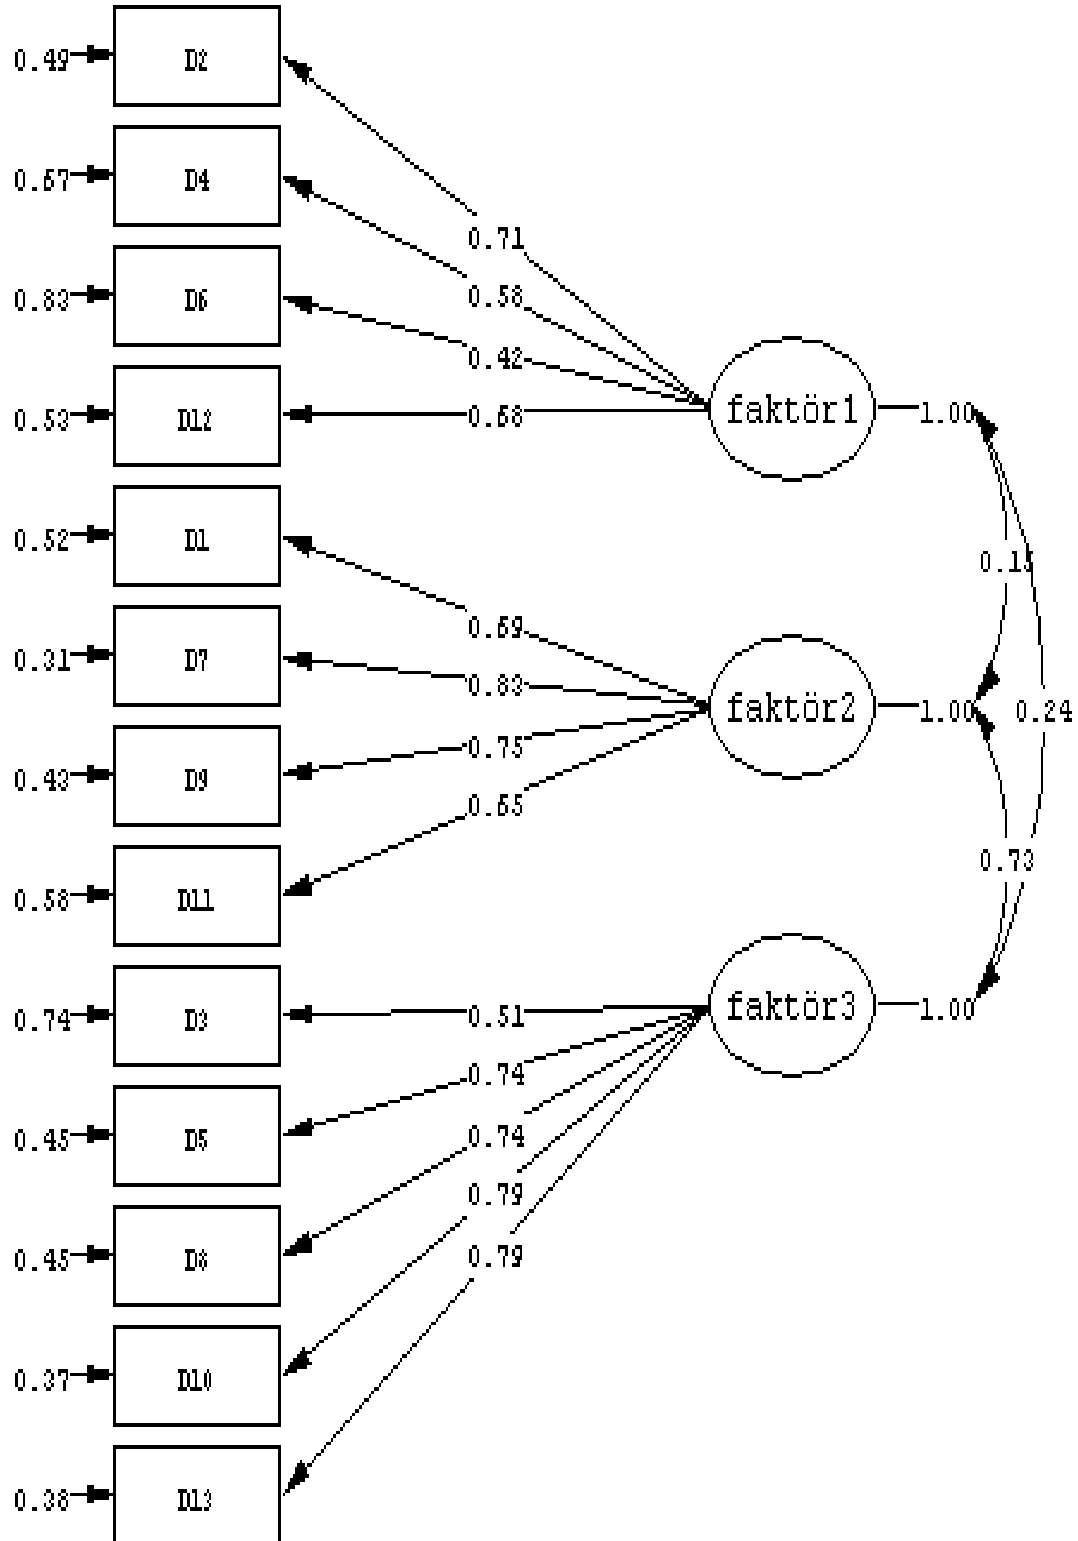 0.49 D2
0.67 D4
0.71
0.83 D6
0.58
0.42
0.53 D12 0.68 faktör1 1.00
0.52 D1
0.15
0.69
0.31 D7
0.83 faktör2 1.00 0.24
0.75
0.43 D9
0.65
0.73
0.58 D11
0.74 D3 0.51 faktör3 1.00
0.74
0.45 D5 0.74
0.79
0.45 D8 0.79
0.37 D10
0.38 D13